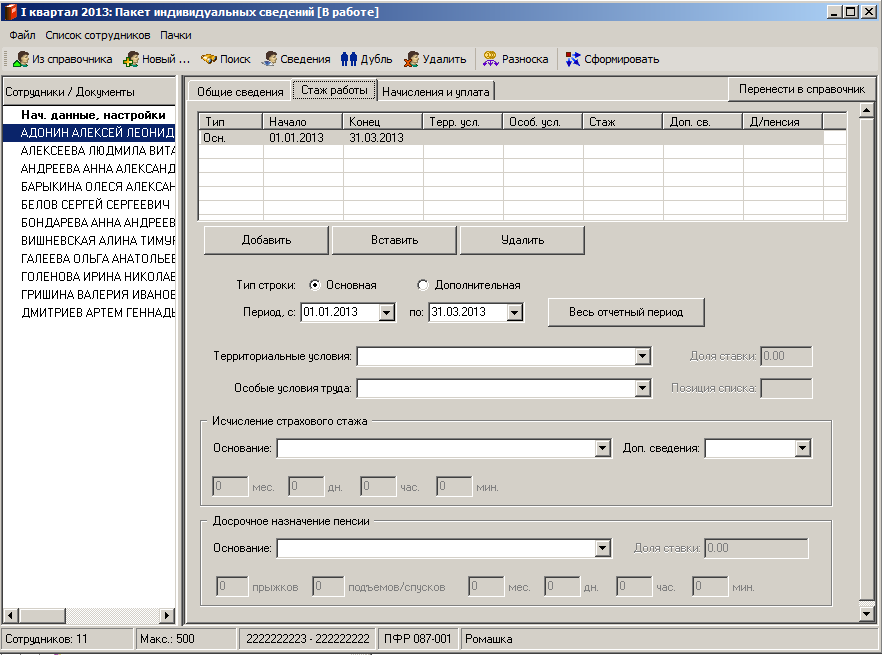 I квартал 2013: Пакет индивидуальных сведений [В работе]
Файл Список сотрудников Пачки
Из справочника Новый ... Поиск Сведения Дубль Удалить Разноска Сформировать
Сотрудники / Документы
Нач. данные, настройки
АДОНИН АЛЕКСЕЙ ЛЕОНИД
АЛЕКСЕЕВА ЛЮДМИЛА ВИТА
АНДРЕЕВА АННА АЛЕКСАНД
БАРЫКИНА ОЛЕСЯ АЛЕКСАН
БЕЛОВ СЕРГЕЙ СЕРГЕЕВИЧ
БОНДАРЕВА АННА АНДРЕЕВ
ВИШНЕВСКАЯ АЛИНА ТИМУР
ГАЛЕЕВА ОЛЬГА АНАТОЛЬЕВ
ГОЛЕНОВА ИРИНА НИКОЛАЕ
ГРИШИНА ВАЛЕРИЯ ИВАНОВ
ДМИТРИЕВ АРТЕМ ГЕННАДЬ
Общие сведения Стаж работы Начисления и уплата Перенести в справочник
Тип Начало Конец Терр. усл. Особ. усл. Стаж Доп. св. Д/пенсия
Осн. 01.01.2013 31.03.2013
Добавить Вставить Удалить
Тип строки: Основная Дополнительная
Период, с: 01.01.2013 по: 31.03.2013 Весь отчетный период
Территориальные условия: Доля ставки: 0.00
Особые условия труда: Позиция списка:
Исчисление страхового стажа
Основание: Доп. сведения:
0 мес. 0 дн. 0 час. 0 мин.
Досрочное назначение пенсии
Основание: Доля ставки: 0.00
0 прыжков 0 подъемов/спусков 0 мес. 0 дн. 0 час. 0 мин.
Сотрудников: 11 Макс.: 500 2222222223 - 222222222 ПФР 087-001 Ромашка